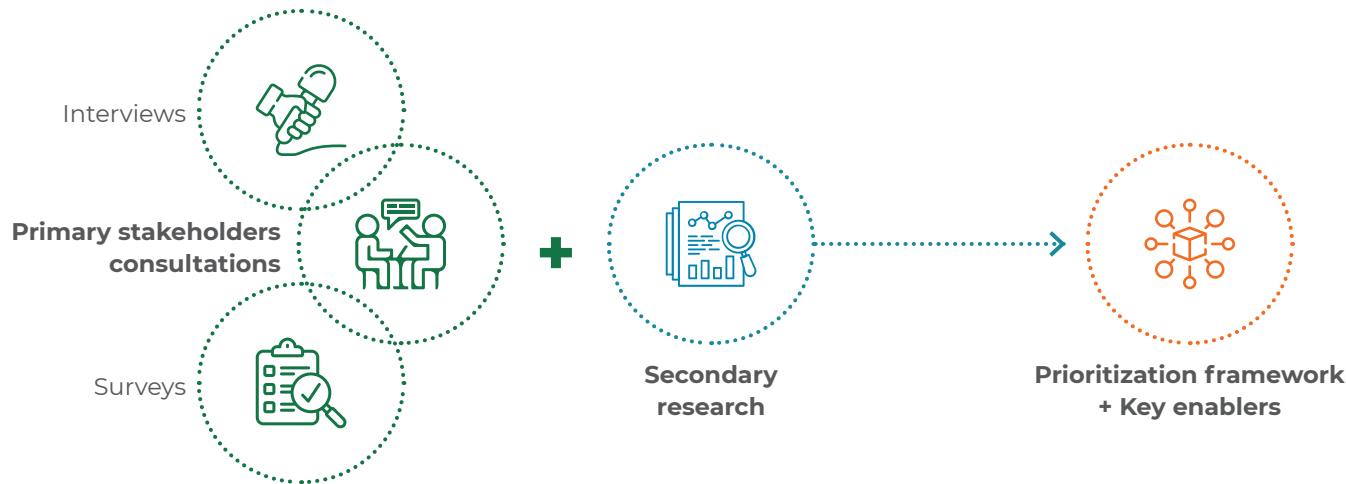 Interviews
Primary stakeholders
consultations
Surveys
Secondary
research
Prioritization framework
+ Key enablers